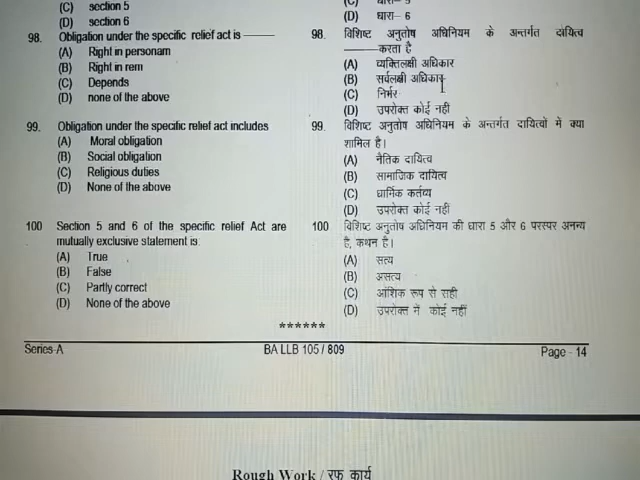 (C) section 5
(D) section 6
98. Obligation under the specific relief act is ———
(A) Right in personam
(B) Right in rem
(C) Depends
(D) none of the above
99. Obligation under the specific relief act includes
(A) Moral obligation
(B) Social obligation
(C) Religious duties
(D) None of the above
100 Section 5 and 6 of the specific relief Act are
mutually exclusive statement is:
(A) True
(B) False
(C) Partly correct
(D) None of the above
(C) धारा– 5
(D) धारा– 6
98. विशिष्ट अनुतोष अधिनियम के अन्तर्गत दायित्व
———करता है
(A) व्यक्तिलक्षी अधिकार
(B) सर्वलक्षी अधिकार
(C) निर्भर
(D) उपरोक्त कोई नहीं
99. विशिष्ट अनुतोष अधिनियम के अन्तर्गत दायित्वों में क्या
शामिल है।
(A) नैतिक दायित्व
(B) सामाजिक दायित्व
(C) धार्मिक कर्तव्य
(D) उपरोक्त कोई नहीं
100 विशिष्ट अनुतोष अधिनियम की धारा 5 और 6 परस्पर अनन्य
है, कथन है।
(A) सत्य
(B) असत्य
(C) आंशिक रूप से सही
(D) उपरोक्त में कोई नहीं
******
Series-A BA LLB 105 / 809 Page - 14
Rough Work / रफ कार्य